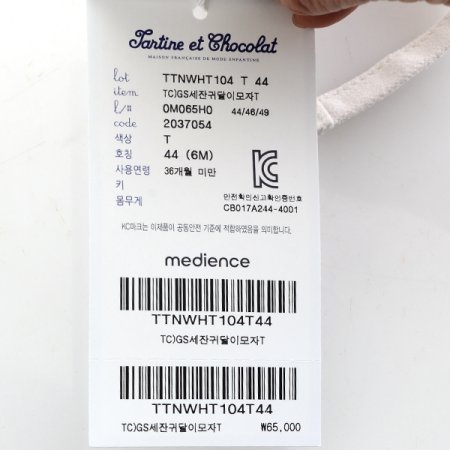 Tartine et Chocolat
MAISON FRANÇAISE DE MODE ENFANTINE
lot TTNWHT104 T 44
item TC)GS세잔귀달이모자T
l/# 0M065H0 44/46/49
code 2037054
색상 T
호칭 44 (6M)
사용연령 36개월 미만
키
몸무게
KC
안전확인신고확인증번호
CB017A244-4001
KC마크는 이제품이 공동안전 기준에 적합하였음을 의미합니다.
medience
TTNWHT104T44
TC)GS세잔귀달이모자T
TTNWHT104T44
TC)GS세잔귀달이모자T ₩65,000